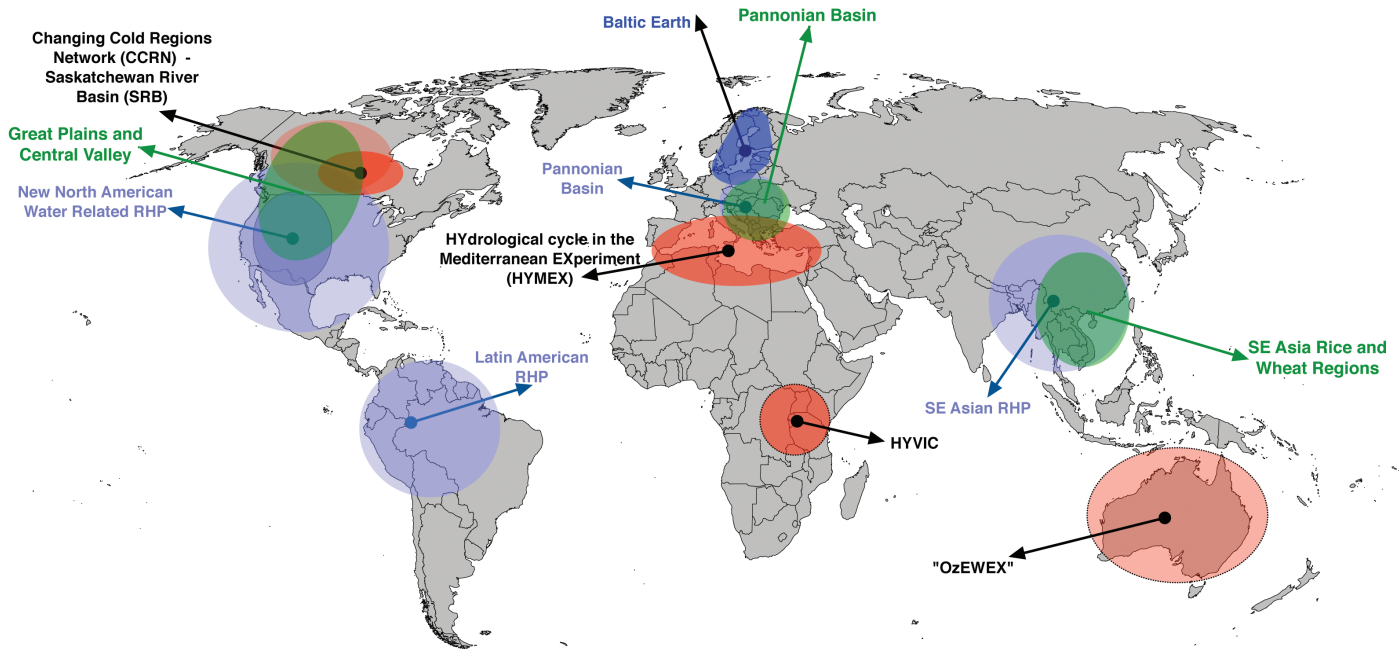 Changing Cold Regions
Network (CCRN)  -
Saskatchewan River
Basin (SRB)
Great Plains and
Central Valley
New North American
Water Related RHP
Baltic Earth
Pannonian Basin
Pannonian
Basin
HYdrological cycle in the
Mediterranean EXperiment
(HYMEX)
Latin American
RHP
SE Asia Rice and
Wheat Regions
SE Asian RHP
HYVIC
"OzEWEX"